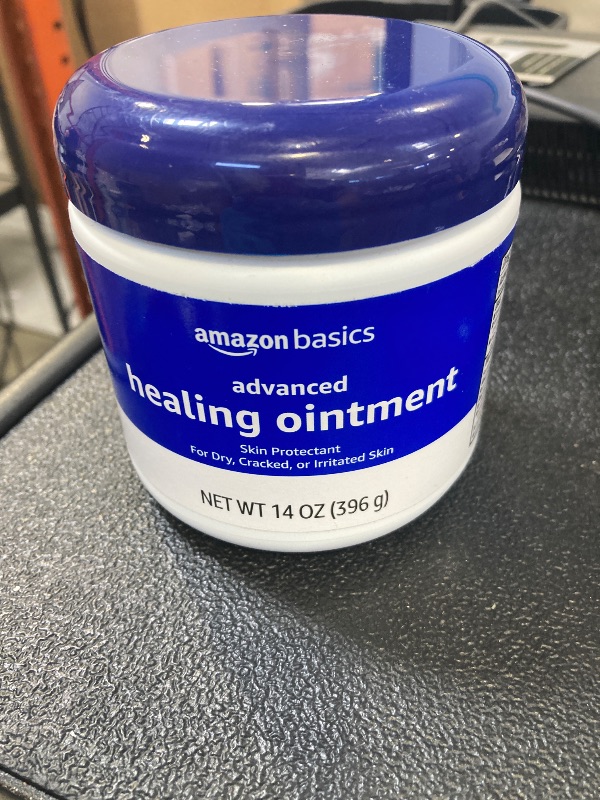 amazon basics
advanced
healing ointment
Skin Protectant
For Dry, Cracked, or Irritated Skin
NET WT 14 OZ (396 g)